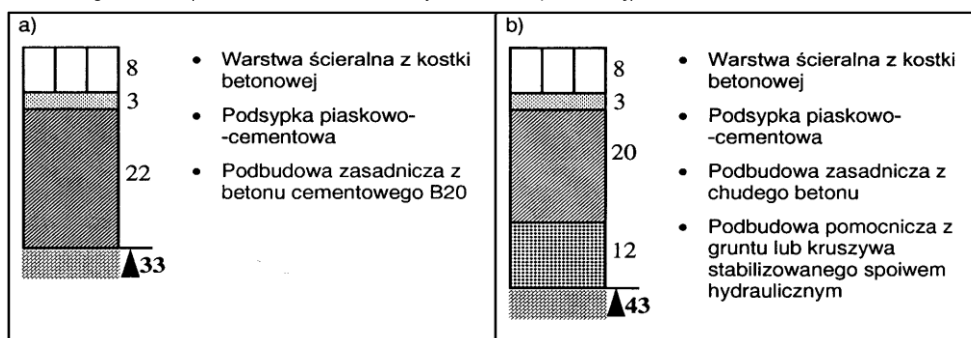 a)
8
3
22
33
• Warstwa ścieralna z kostki
betonowej
• Podsypka piaskowo-
-cementowa
• Podbudowa zasadnicza z
betonu cementowego B20
b)
8
3
20
12
43
• Warstwa ścieralna z kostki
betonowej
• Podsypka piaskowo-
-cementowa
• Podbudowa zasadnicza z
chudego betonu
• Podbudowa pomocnicza z
gruntu lub kruszywa
stabilizowanego spoiwem
hydraulicznym